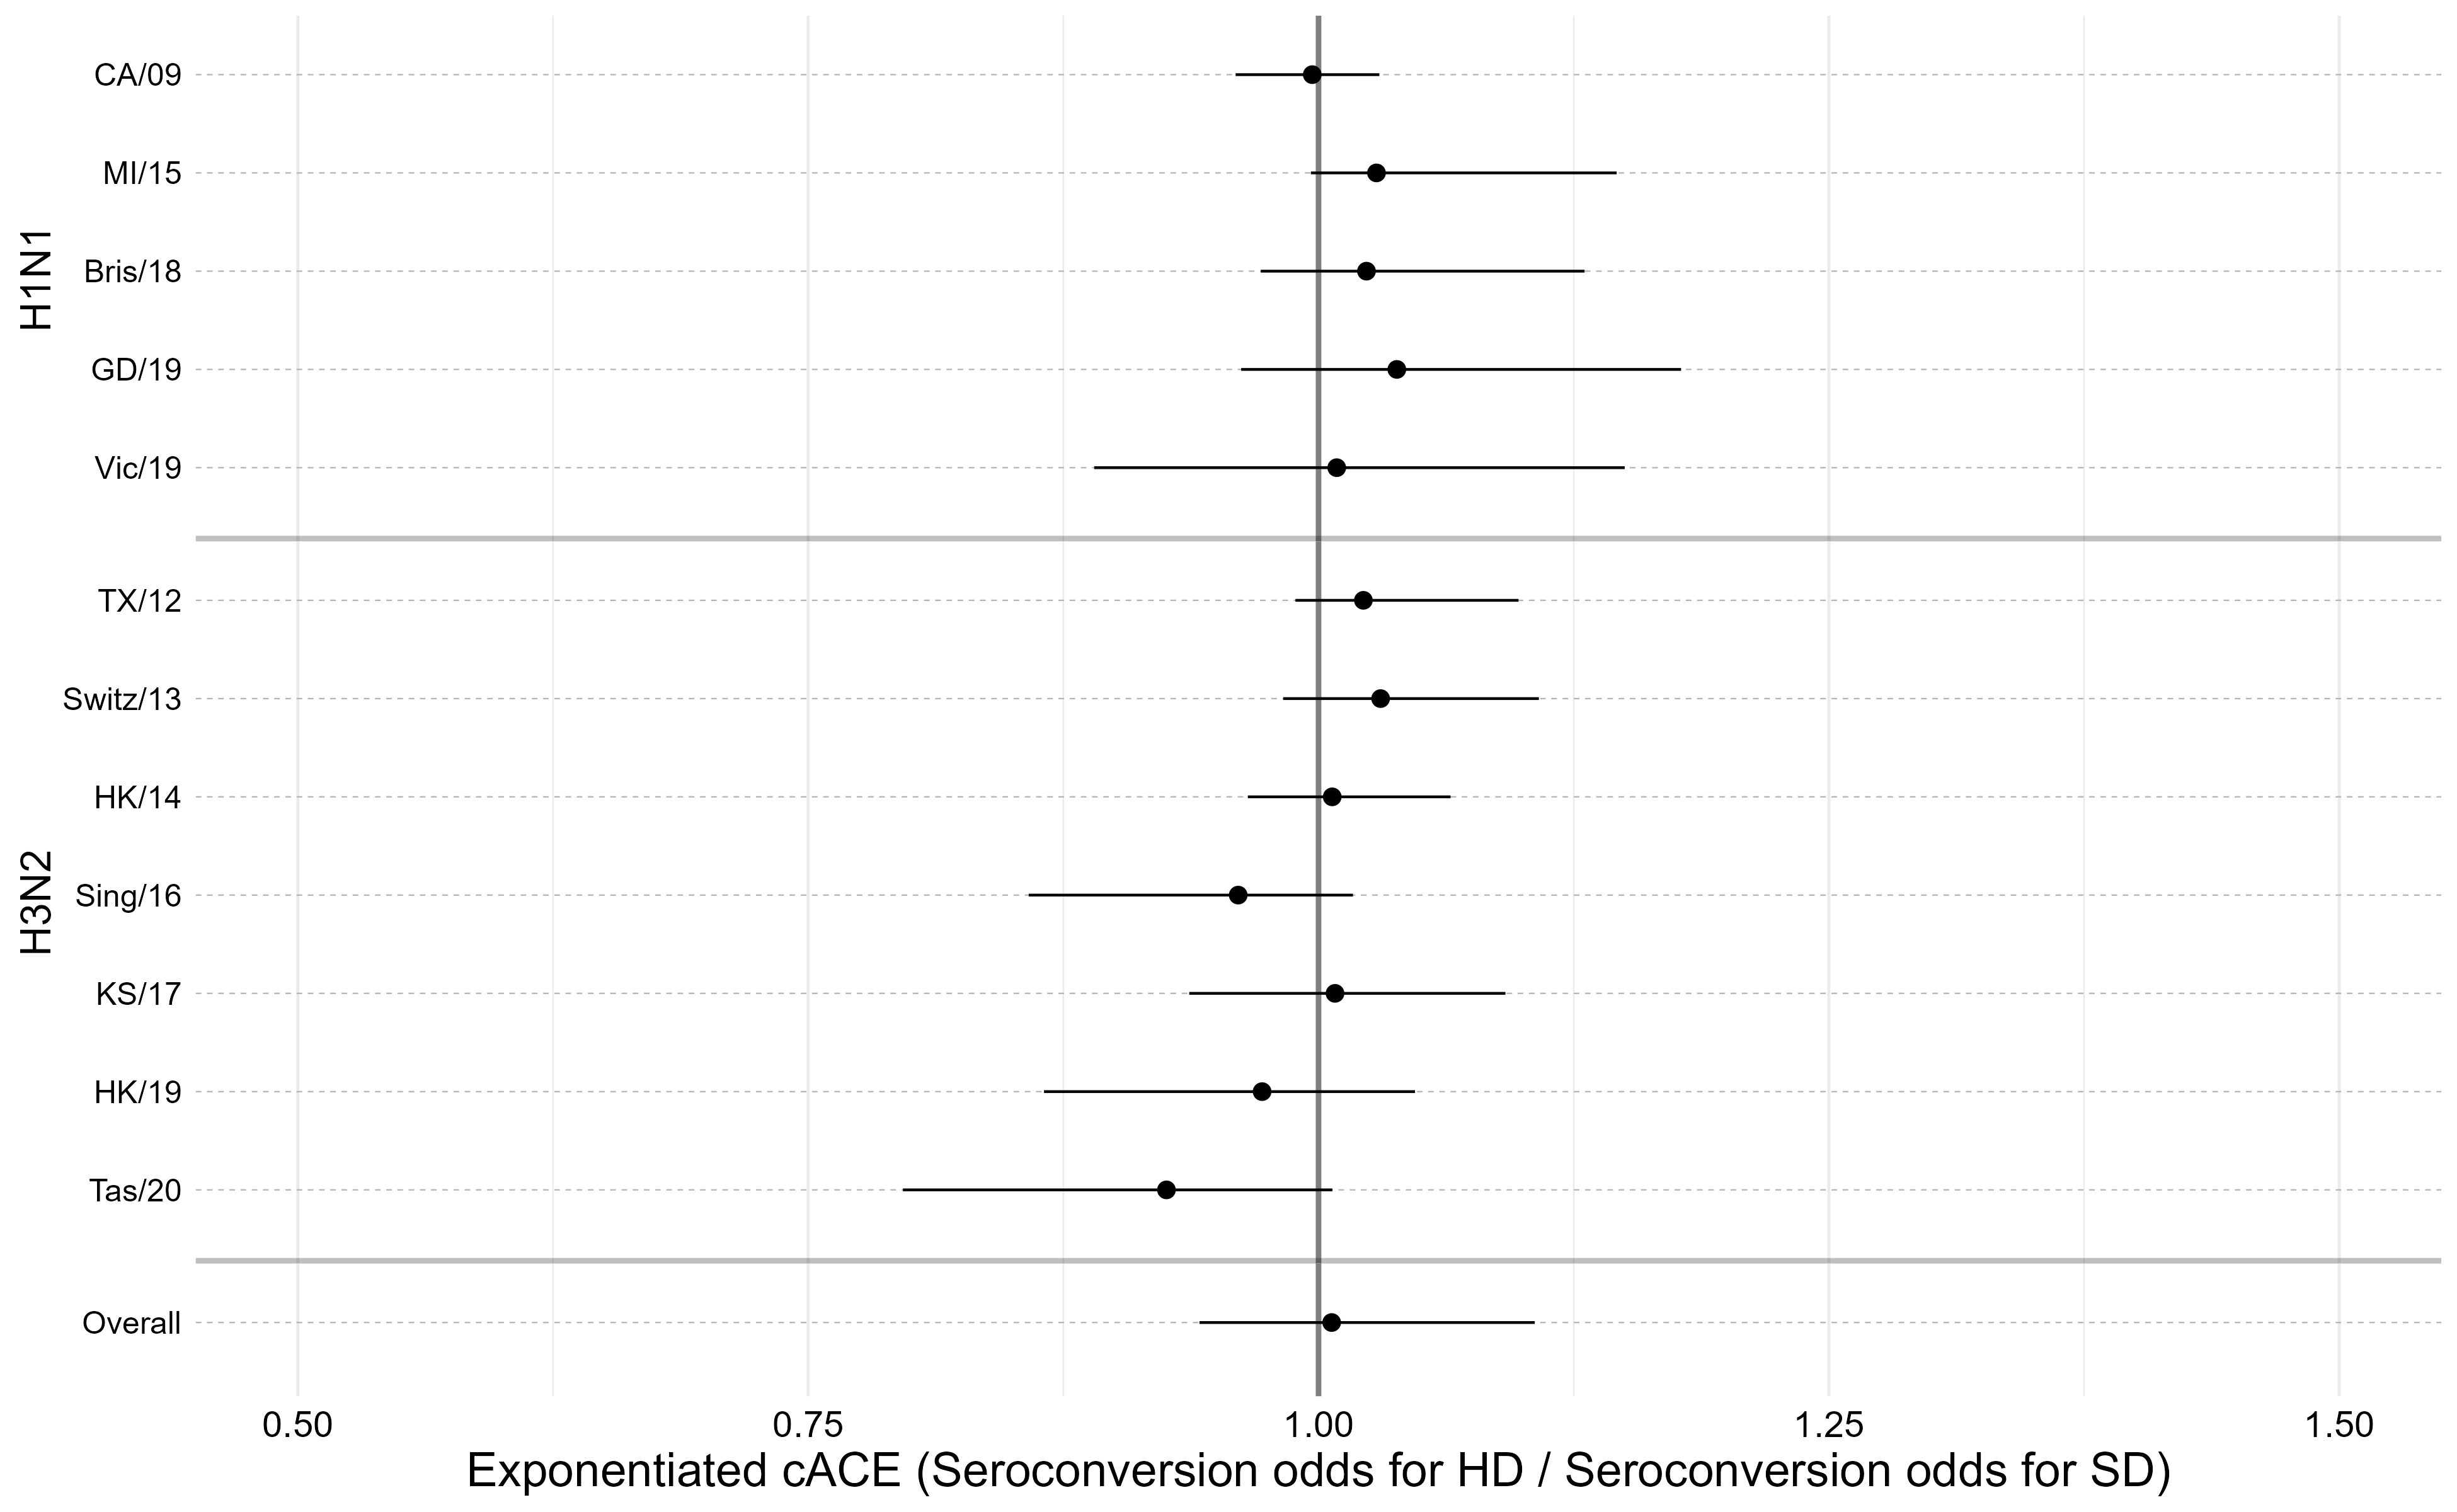 H1N1
CA/09
MI/15
Bris/18
GD/19
Vic/19
H3N2
TX/12
Switz/13
HK/14
Sing/16
KS/17
HK/19
Tas/20
Overall
0.50 0.75 1.00 1.25 1.50
Exponentiated cACE (Seroconversion odds for HD / Seroconversion odds for SD)